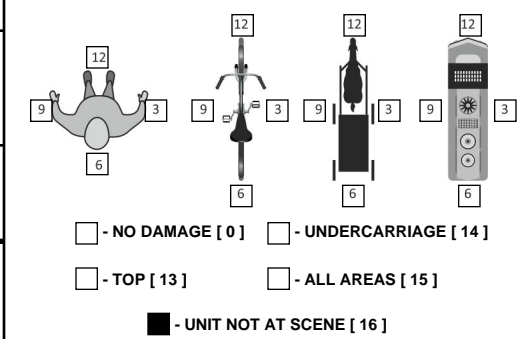 12 12 12 12
9 3 9 3 9 3 9 3
6 6 6 6
- NO DAMAGE [ 0 ] - UNDERCARRIAGE [ 14 ]
- TOP [ 13 ] - ALL AREAS [ 15 ]
- UNIT NOT AT SCENE [ 16 ]